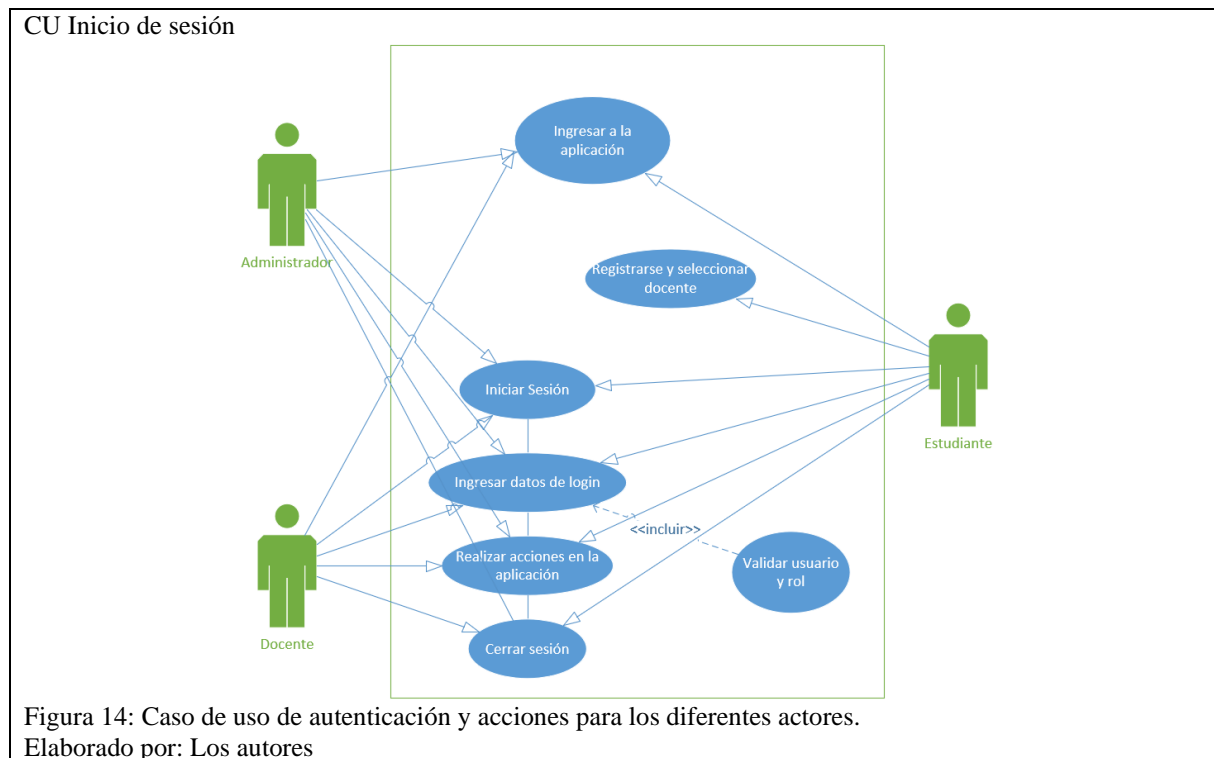 CU Inicio de sesión
Ingresar a la
aplicación
Administrador
Registrarse y seleccionar
docente
Iniciar Sesión
Estudiante
Ingresar datos de login
<<incluir>>
Realizar acciones en la
aplicación
Validar usuario
y rol
Docente
Cerrar sesión
Figura 14: Caso de uso de autenticación y acciones para los diferentes actores.
Elaborado por: Los autores